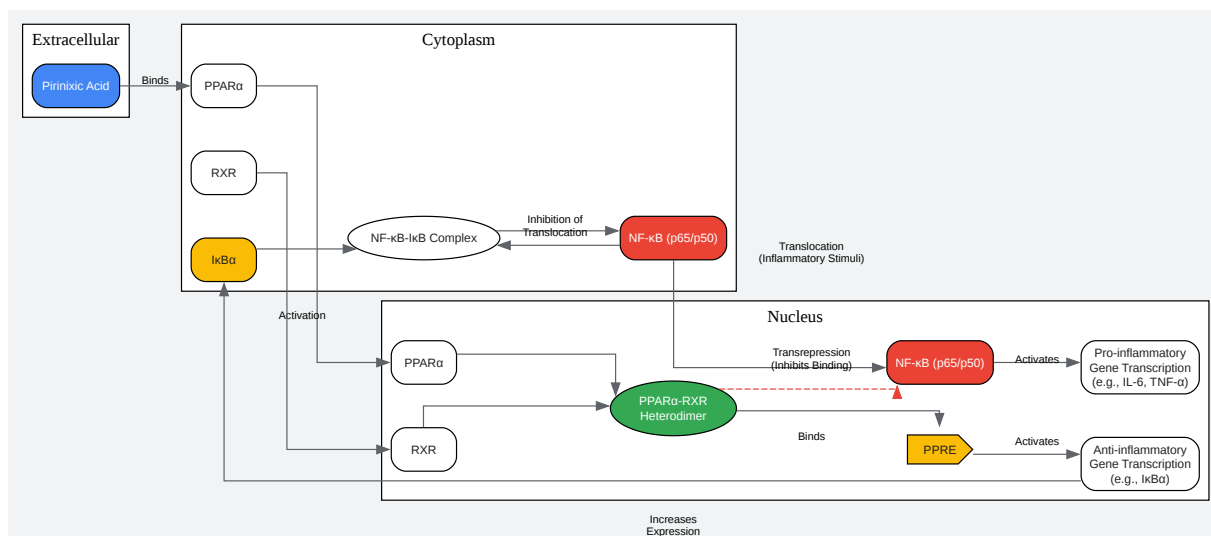 Extracellular
Cytoplasm
Pirinixic Acid
Binds
PPARα
RXR
NF-κB-IκB Complex
Inhibition of
Translocation
NF-κB (p65/p50)
IκBα
Translocation
(Inflammatory Stimuli)
Activation
Nucleus
PPARα
Transrepression
(Inhibits Binding)
NF-κB (p65/p50)
Activates
Pro-inflammatory
Gene Transcription
(e.g., IL-6, TNF-α)
PPARα-RXR
Heterodimer
RXR
Binds
PPRE
Activates
Anti-inflammatory
Gene Transcription
(e.g., IκBα)
Increases
Expression